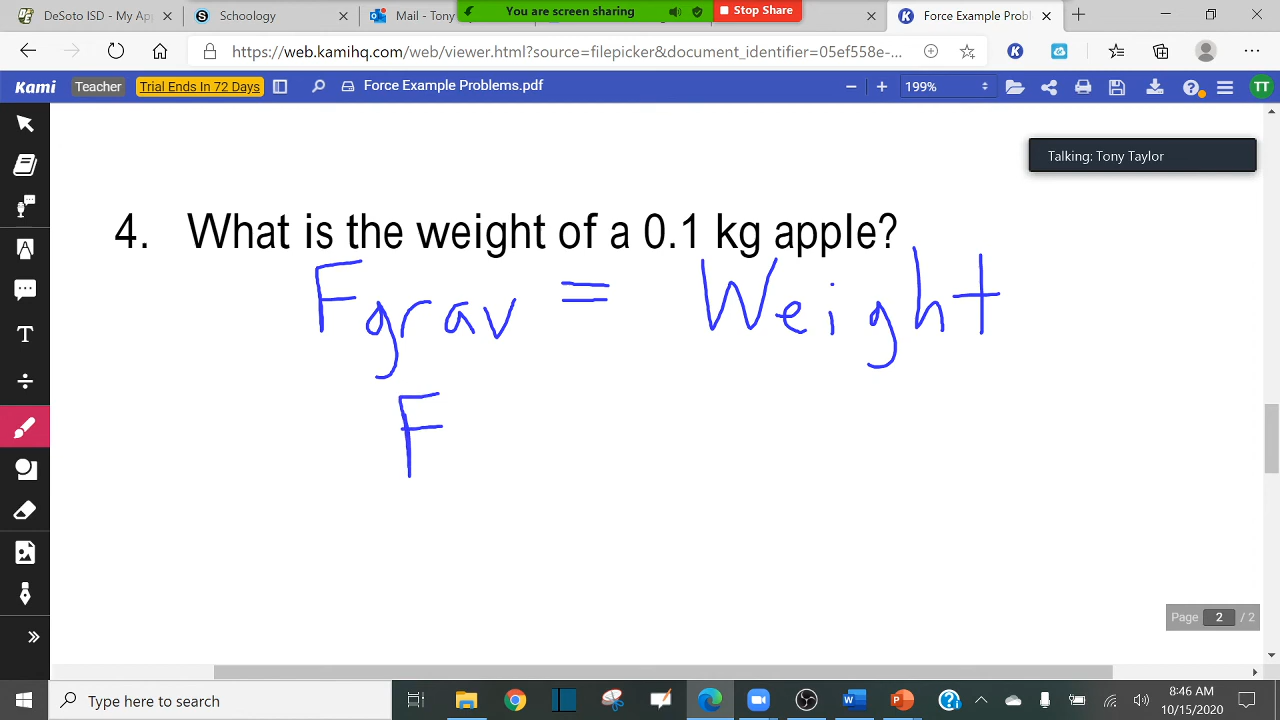 DeltaMath - My App
Schoology
Mail - Tony
You are screen sharing
Stop Share
Force Example Probl
https://web.kamihq.com/web/viewer.html?source=filepicker&document_identifier=05ef558e-...
Kami
Teacher
Trial Ends In 72 Days
Force Example Problems.pdf
199%
TT
Talking: Tony Taylor
4. What is the weight of a 0.1 kg apple?
Fgrav = Weight
F
Page 2 / 2
Type here to search
8:46 AM
10/15/2020